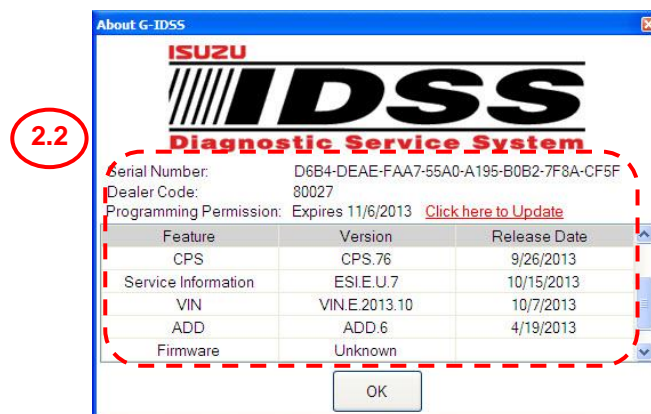 About G-IDSS
ISUZU
IDSS
Diagnostic Service System
2.2
Serial Number: D6B4-DEAE-FAA7-55A0-A195-B0B2-7F8A-CF5F
Dealer Code: 80027
Programming Permission: Expires 11/6/2013 Click here to Update
Feature Version Release Date
CPS CPS.76 9/26/2013
Service Information ESI.E.U.7 10/15/2013
VIN VIN.E.2013.10 10/7/2013
ADD ADD.6 4/19/2013
Firmware Unknown
OK